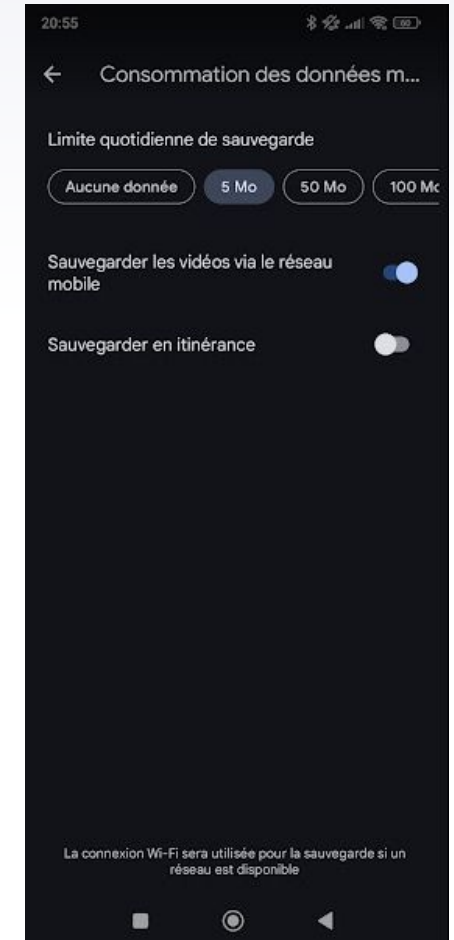 20:55
60
Consommation des données m...
Limite quotidienne de sauvegarde
Aucune donnée
5 Mo
50 Mo
100 Mo
Sauvegarder les vidéos via le réseau
mobile
Sauvegarder en itinérance
La connexion Wi-Fi sera utilisée pour la sauvegarde si un
réseau est disponible